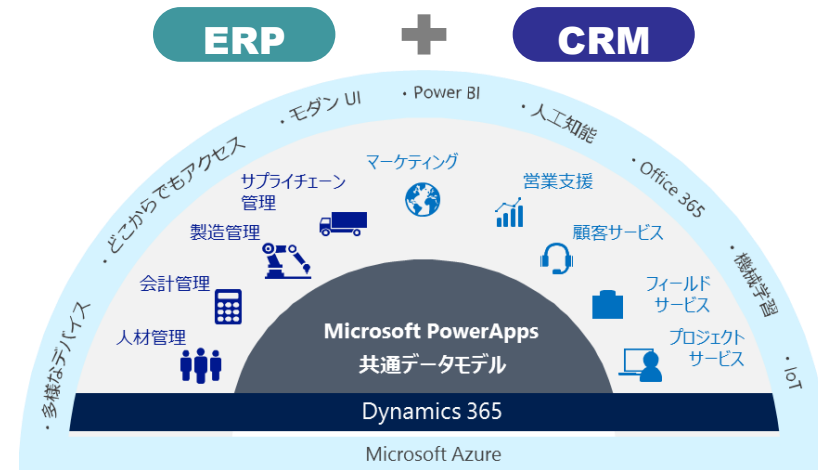 ERP
CRM
・多様なデバイス
・どこからでもアクセス
・モダン UI
・Power BI
・人工知能
・Office 365
・機械学習
・IoT
人材管理
会計管理
製造管理
サプライチェーン
管理
マーケティング
営業支援
顧客サービス
フィールド
サービス
プロジェクト
サービス
Microsoft PowerApps
共通データモデル
Dynamics 365
Microsoft Azure